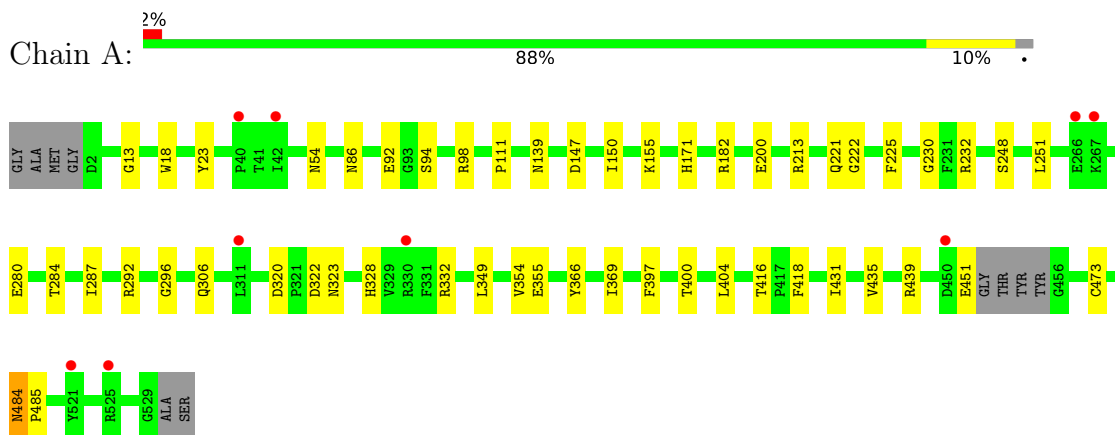 2%
Chain A:
88% 10% •
GLY ALA MET GLY D2 G13 W18 Y23 P40 T41 I42 N54 N86 E92 G93 S94 R98 P111 N139 D147 I150 K155 H171 R182 E200 R213 Q221 G222 F225 G230 F231 R232 S248 L251 E266 K267
E280 T284 I287 R292 G296 Q306 L311 D320 P321 D322 N323 H328 V329 R330 F331 R332 L349 V354 E355 Y366 I369 F397 T400 L404 T416 P417 F418 I431 V435 R439 D450 E451 GLY THR TYR TYR G456 C473
N484 P485 Y521 R525 G529 ALA SER